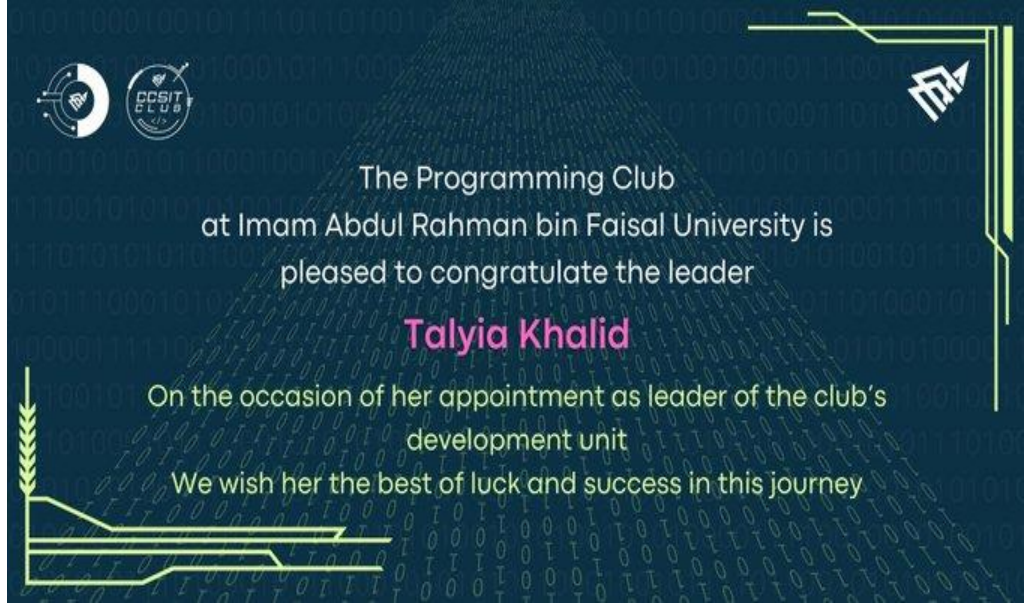 CCSIT
CLUB
</>
The Programming Club
at Imam Abdul Rahman bin Faisal University is
pleased to congratulate the leader
Talyia Khalid
On the occasion of her appointment as leader of the club's
development unit
We wish her the best of luck and success in this journey